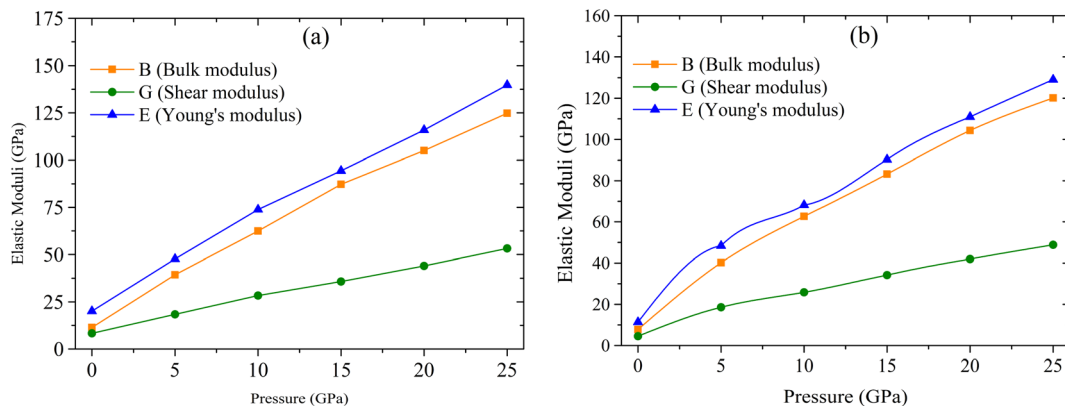 (a)
B (Bulk modulus)
G (Shear modulus)
E (Young's modulus)
Elastic Moduli (GPa)
175
150
125
100
75
50
25
0
0 5 10 15 20 25
Pressure (GPa)
(b)
B (Bulk modulus)
G (Shear modulus)
E (Young's modulus)
Elastic Moduli (GPa)
160
140
120
100
80
60
40
20
0
0 5 10 15 20 25
Pressure (GPa)